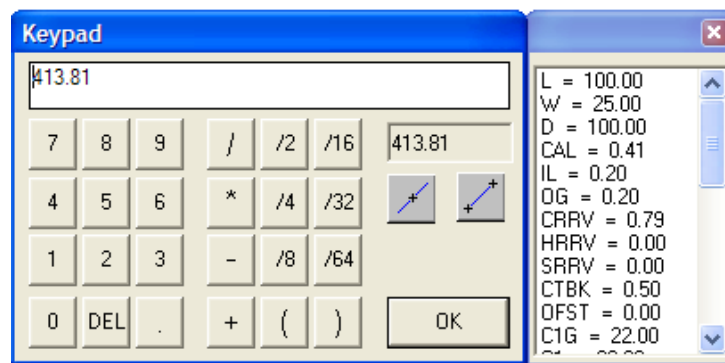 Keypad
413.81
7 8 9 / /2 /16 413.81
4 5 6 * /4 /32
1 2 3 - /8 /64
0 DEL . + ( ) OK
L = 100.00
W = 25.00
D = 100.00
CAL = 0.41
IL = 0.20
OG = 0.20
CRRV = 0.79
HRRV = 0.00
SRRV = 0.00
CTBK = 0.50
OFST = 0.00
C1G = 22.00